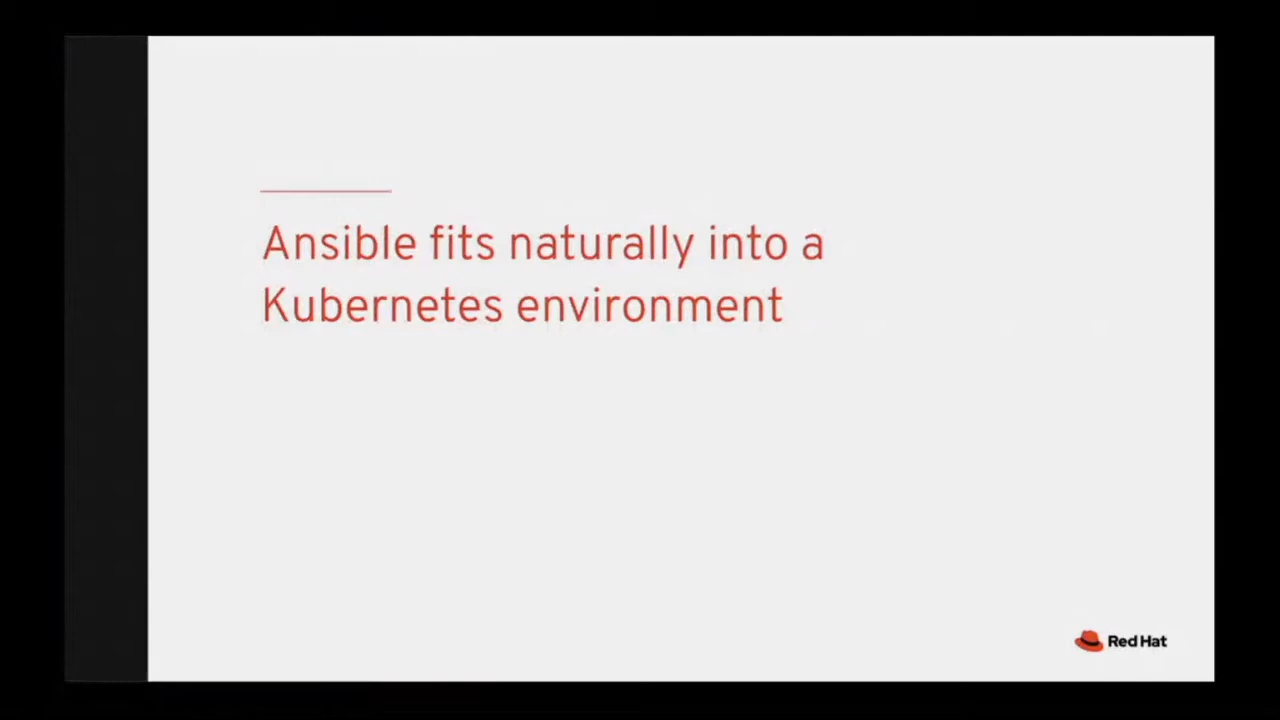 Ansible fits naturally into a
Kubernetes environment
Red Hat